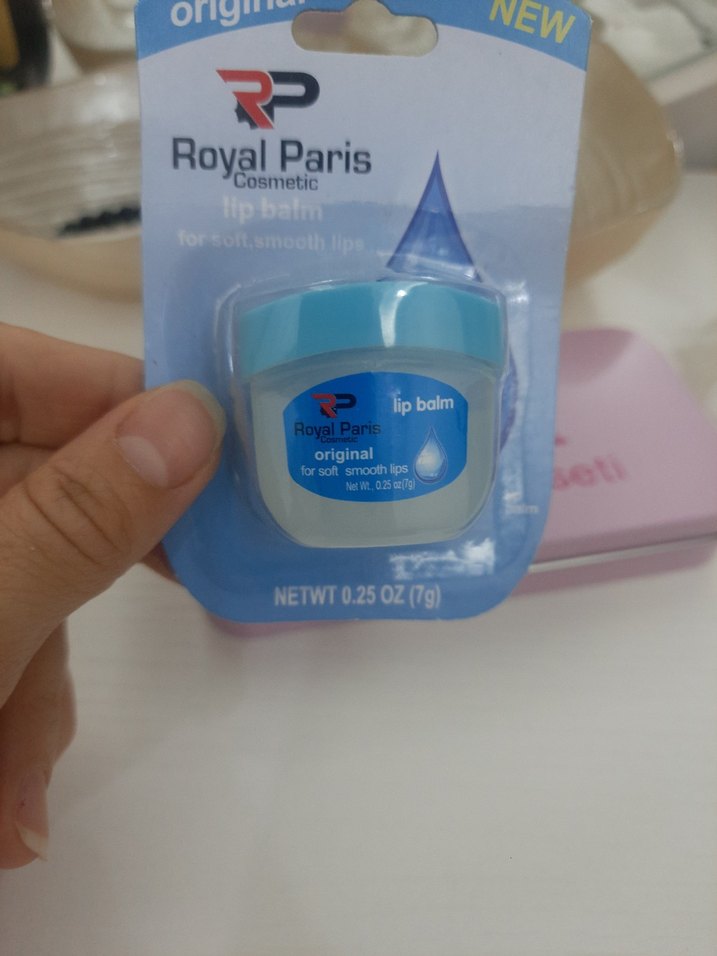 original
NEW
RP
Royal Paris
Cosmetic
lip balm
for soft,smooth lips
RP
lip balm
Royal Paris
Cosmetic
original
for soft smooth lips
Net Wt., 0.25 oz(7g)
seti
NETWT 0.25 OZ (7g)